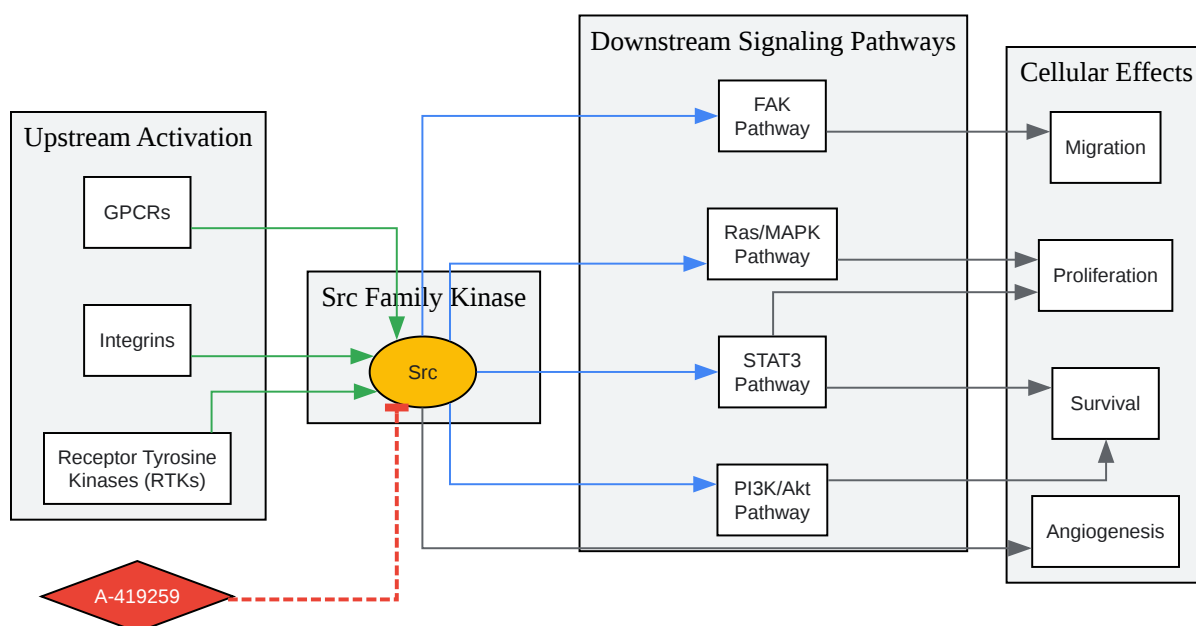 Upstream Activation
GPCRs
Integrins
Receptor Tyrosine
Kinases (RTKs)
A-419259
Src Family Kinase
Src
Downstream Signaling Pathways
FAK
Pathway
Ras/MAPK
Pathway
STAT3
Pathway
PI3K/Akt
Pathway
Cellular Effects
Migration
Proliferation
Survival
Angiogenesis